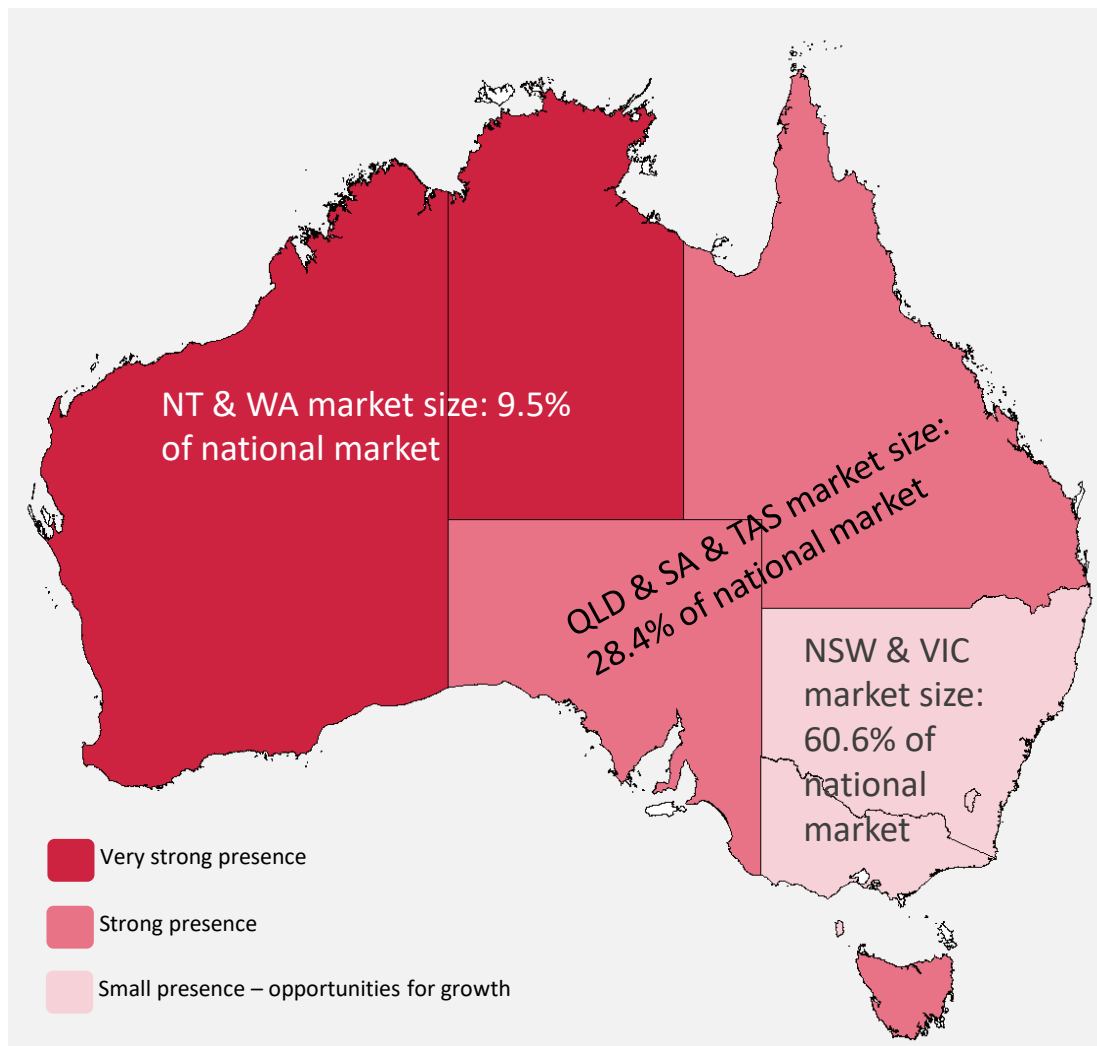 NT & WA market size: 9.5%
of national market
QLD & SA & TAS market size:
28.4% of national market
NSW & VIC
market size:
60.6% of
national
market
Very strong presence
Strong presence
Small presence – opportunities for growth